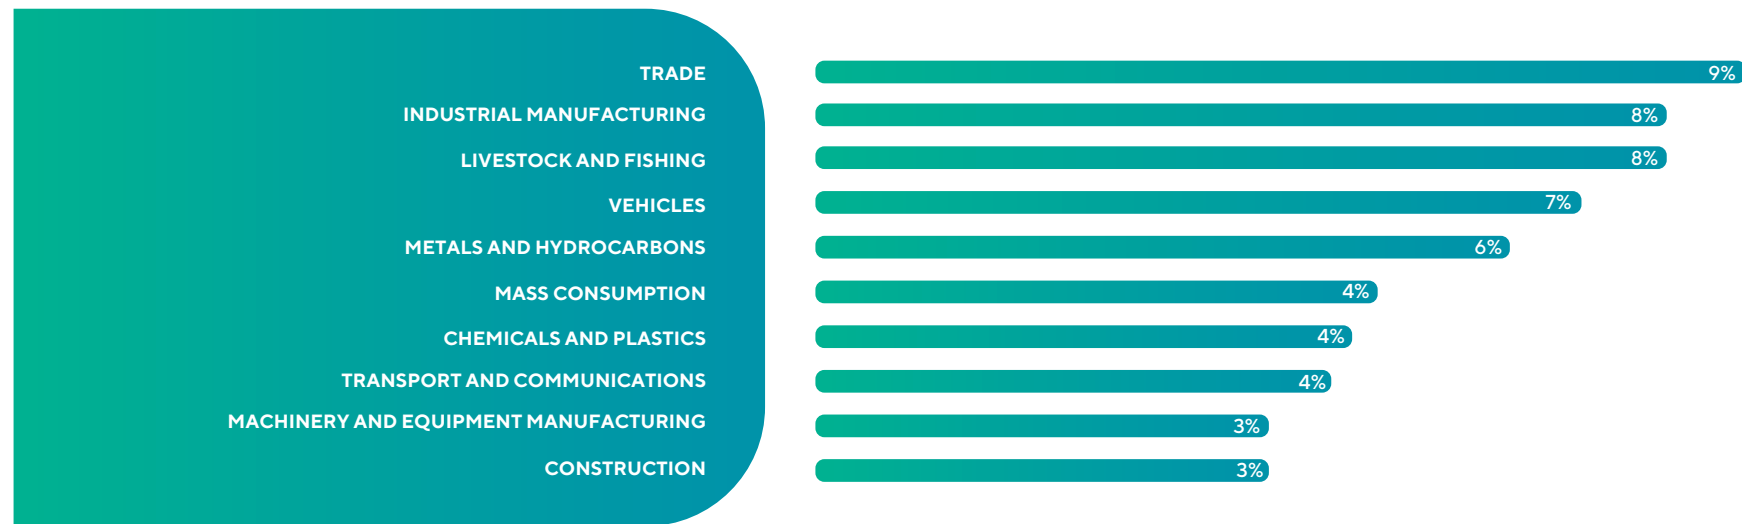 TRADE 9%
INDUSTRIAL MANUFACTURING 8%
LIVESTOCK AND FISHING 8%
VEHICLES 7%
METALS AND HYDROCARBONS 6%
MASS CONSUMPTION 4%
CHEMICALS AND PLASTICS 4%
TRANSPORT AND COMMUNICATIONS 4%
MACHINERY AND EQUIPMENT MANUFACTURING 3%
CONSTRUCTION 3%